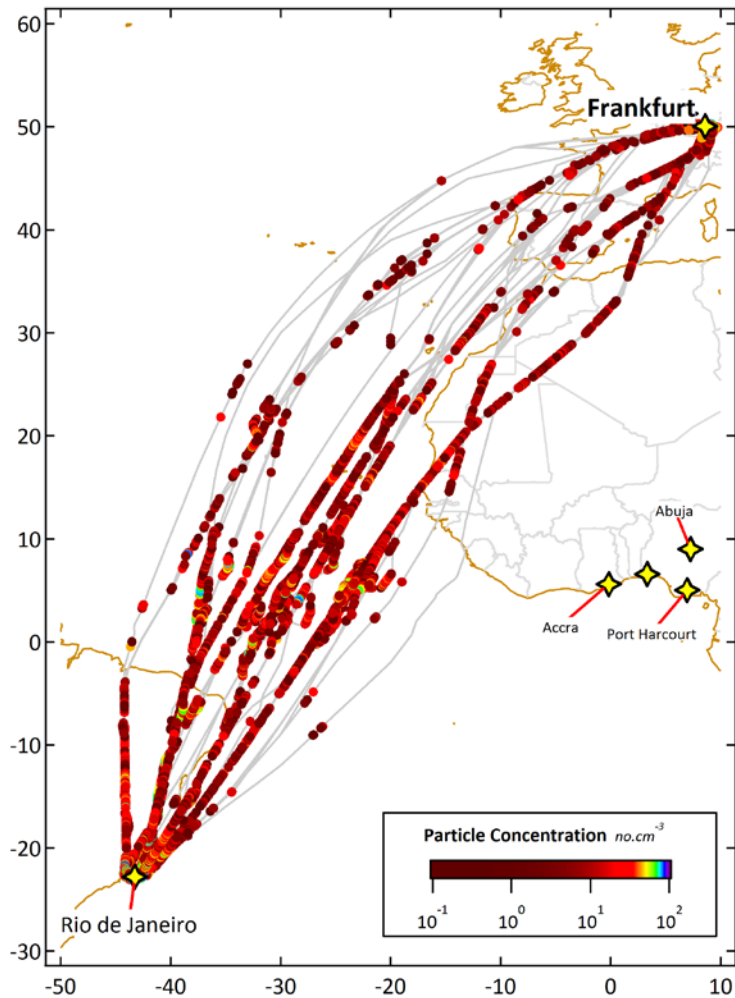 60
50
40
30
20
10
0
-10
-20
-30
Frankfurt
Abuja
Accra
Port Harcourt
Rio de Janeiro
Particle Concentration no.cm⁻³
10⁻¹ 10⁰ 10¹ 10²
-50 -40 -30 -20 -10 0 10